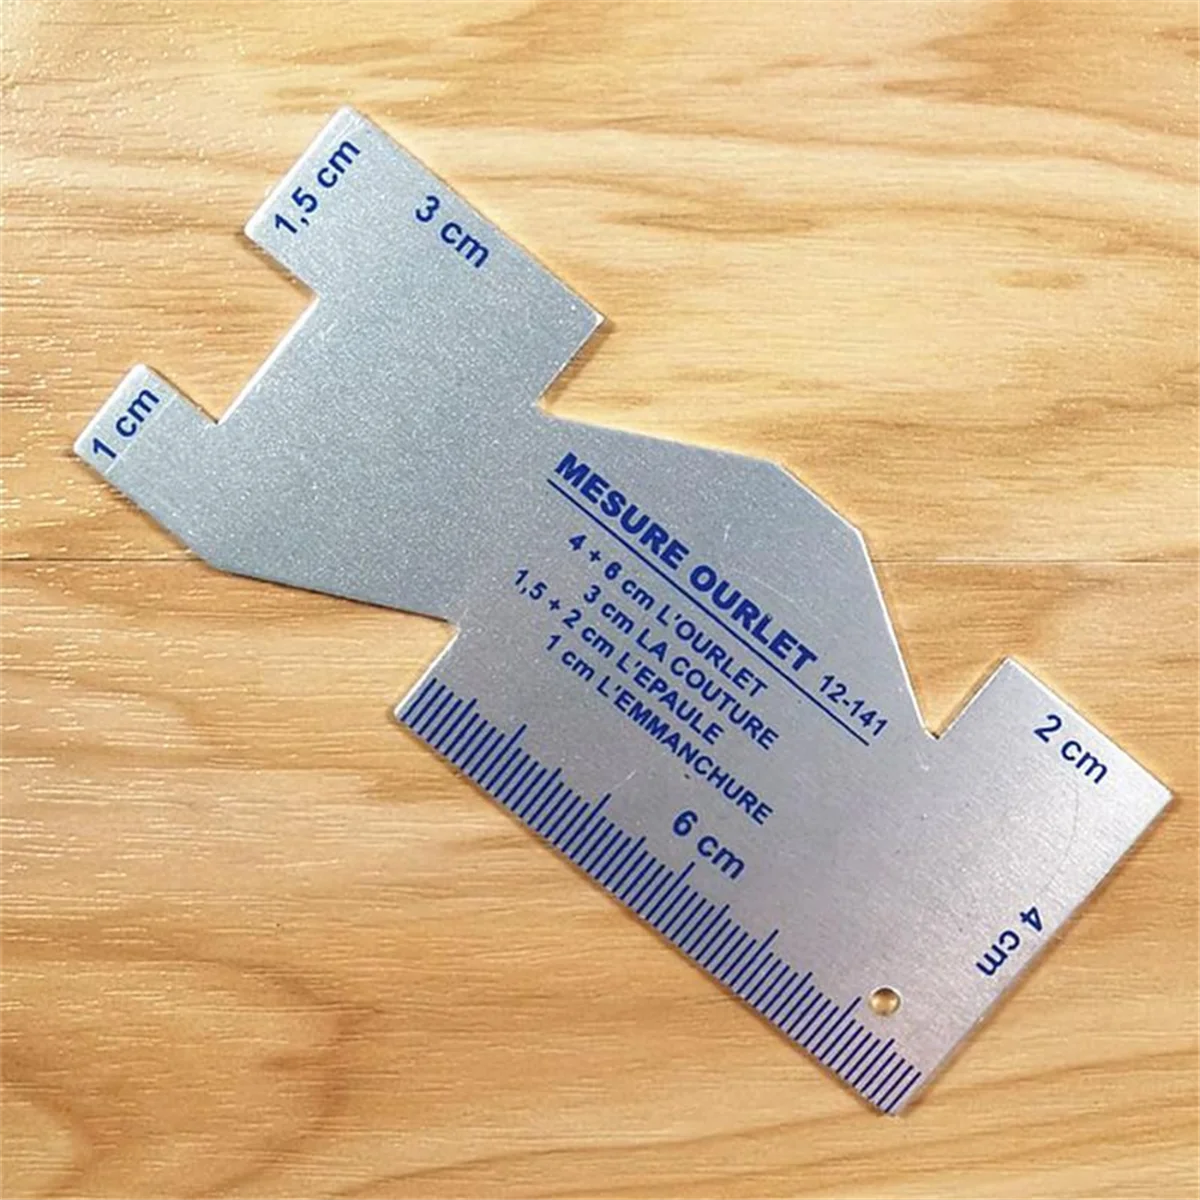 1,5 cm
3 cm
1 cm
MESURE OURLET 12-141
4 + 6 cm L'OURLET
3 cm LA COUTURE
1,5 + 2 cm L'EPAULE
1 cm L'EMMANCHURE
2 cm
6 cm
4 cm